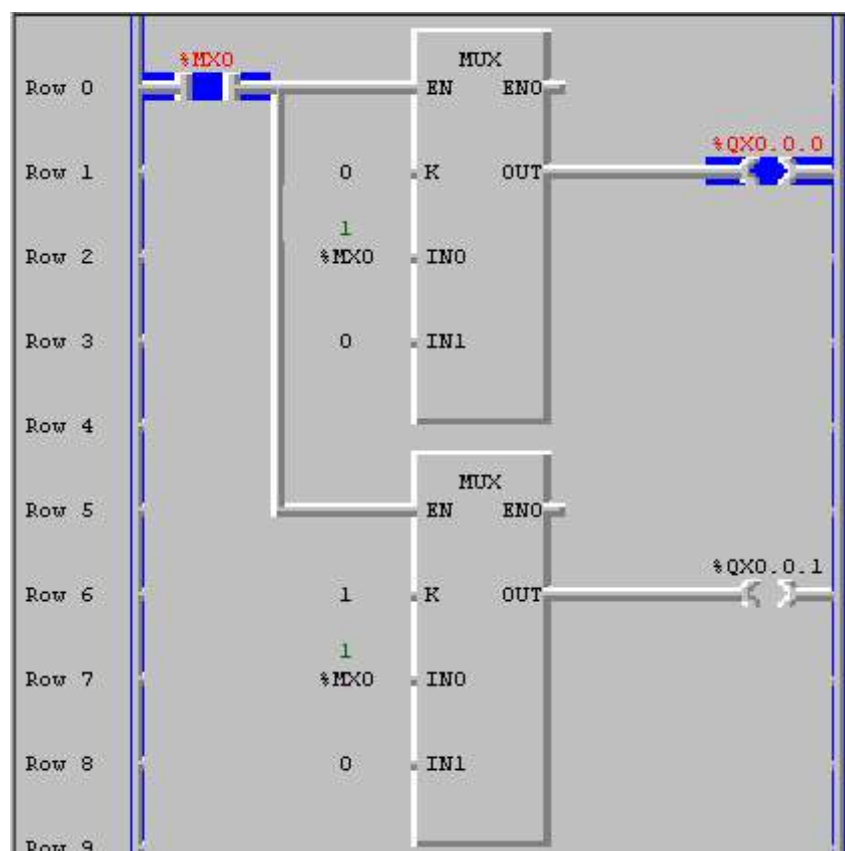 %MX0 MUX
Row 0 EN ENO
%QX0.0.0
Row 1 0 K OUT
1
Row 2 %MX0 IN0
Row 3 0 IN1
Row 4
MUX
Row 5 EN ENO
%QX0.0.1
Row 6 1 K OUT
1
Row 7 %MX0 IN0
Row 8 0 IN1
Row 9